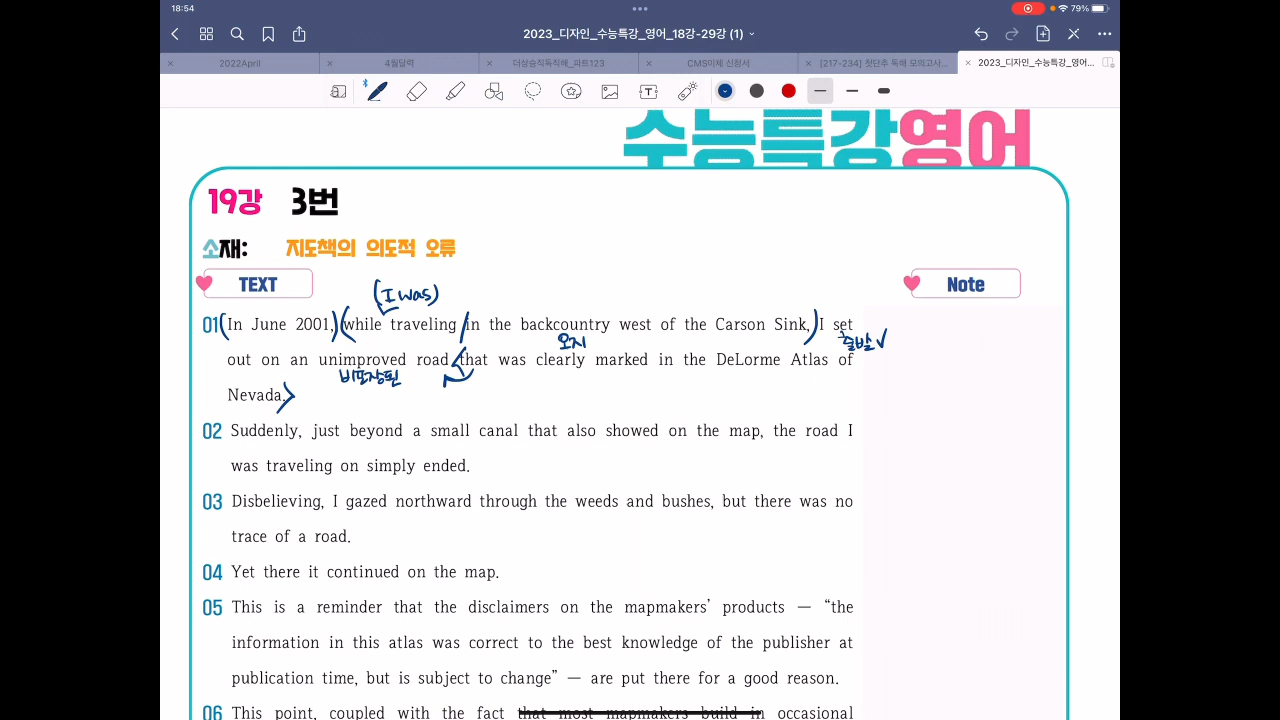 18:54
79%
2023_디자인_수능특강_영어_18강-29강 (1)
2022April
4월달력
더상승직독직해_파트123
CMS이체 신청서
[217-234] 첫단추 독해 모의고사...
2023_디자인_수능특강_영어...
수능특강영어
19강 3번
소재: 지도책의 의도적 오류
TEXT
Note
(I was)
01 In June 2001, while traveling in the backcountry west of the Carson Sink, I set
오지
출발
out on an unimproved road that was clearly marked in the DeLorme Atlas of
비포장된
Nevada.
02 Suddenly, just beyond a small canal that also showed on the map, the road I
was traveling on simply ended.
03 Disbelieving, I gazed northward through the weeds and bushes, but there was no
trace of a road.
04 Yet there it continued on the map.
05 This is a reminder that the disclaimers on the mapmakers' products — “the
information in this atlas was correct to the best knowledge of the publisher at
publication time, but is subject to change” — are put there for a good reason.
06 This point, coupled with the fact that most mapmakers build in occasional